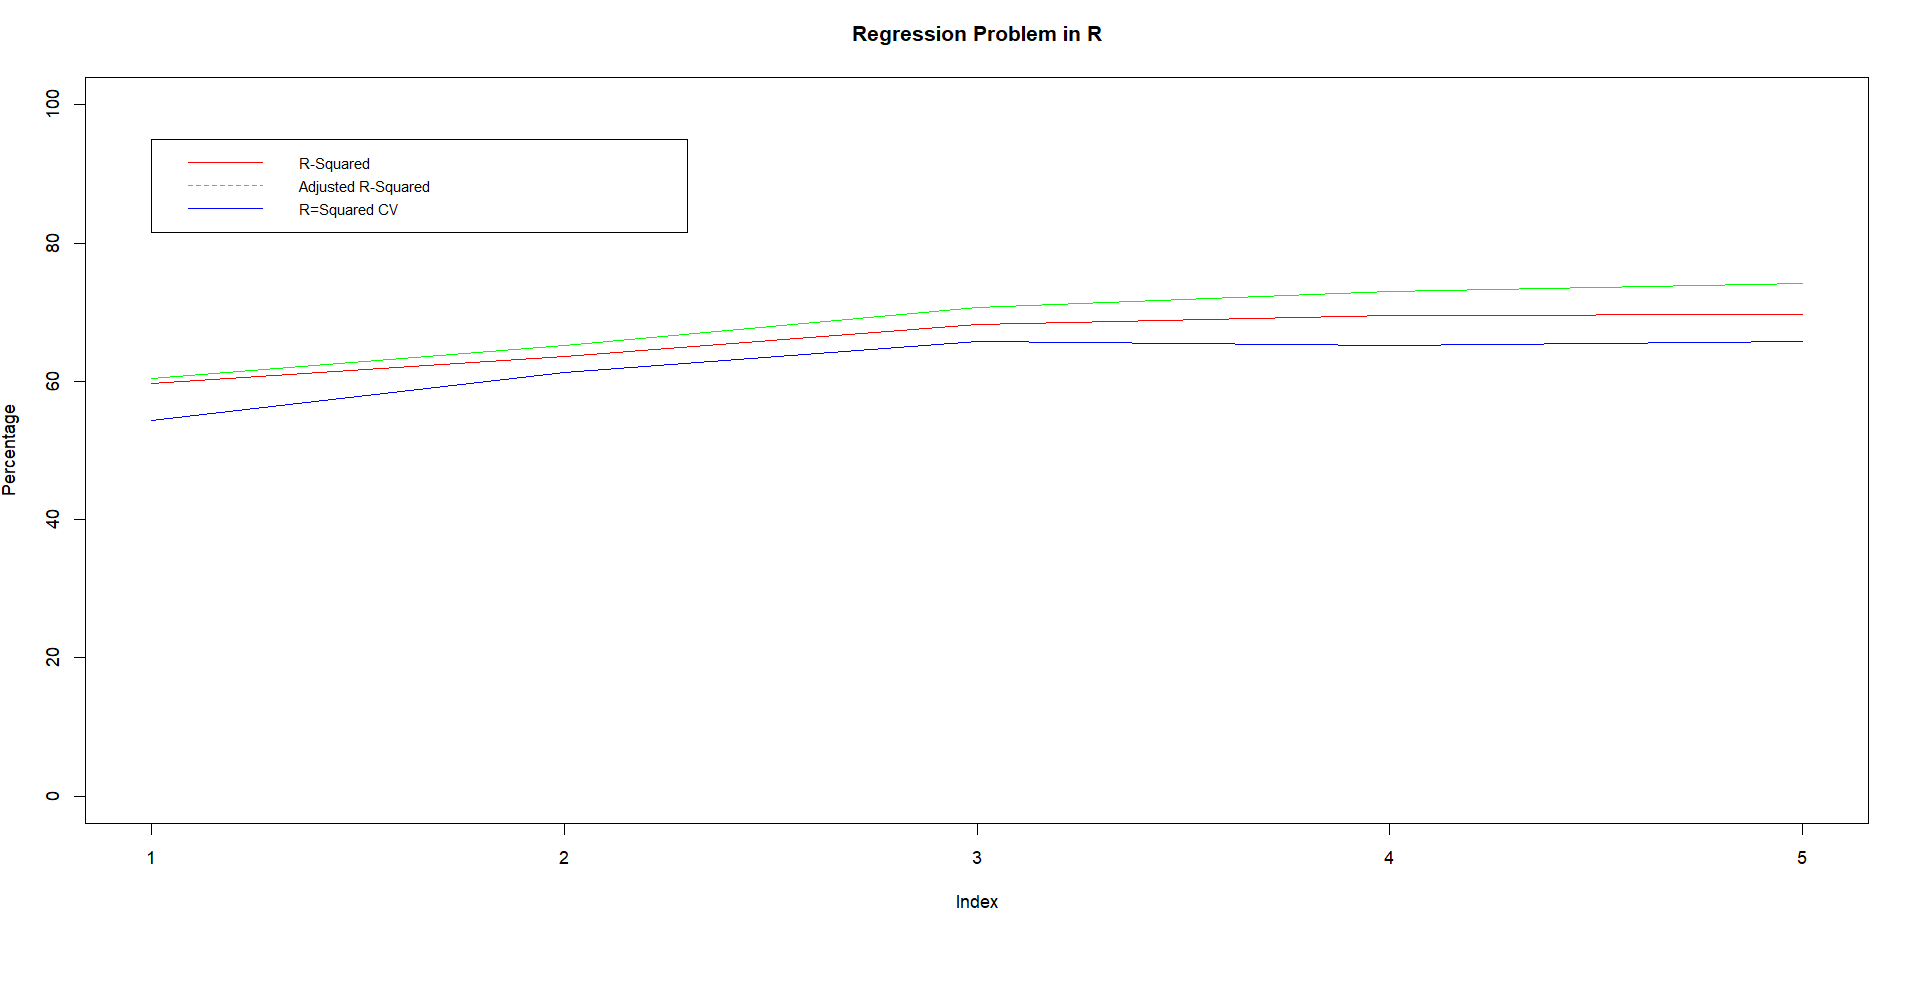 Regression Problem in R
100
80
60
40
20
0
Percentage
R-Squared
Adjusted R-Squared
R=Squared CV
1 2 3 4 5
Index